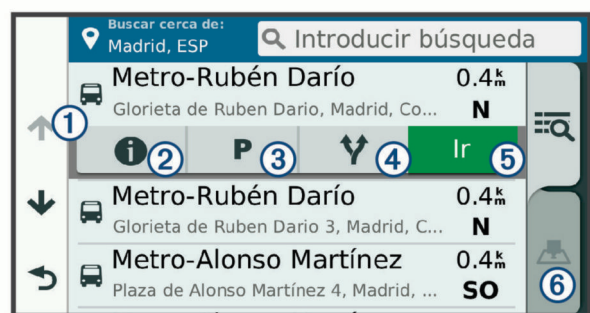 Buscar cerca de:
Madrid, ESP
Introducir búsqueda
Metro-Rubén Darío 0.4km
Glorieta de Ruben Dario, Madrid, Co... N
1
i 2 P 3 4 Ir 5
Metro-Rubén Darío 0.4km
Glorieta de Ruben Dario 3, Madrid, C... N
Metro-Alonso Martínez 0.4km
Plaza de Alonso Martínez 4, Madrid, ... SO
6